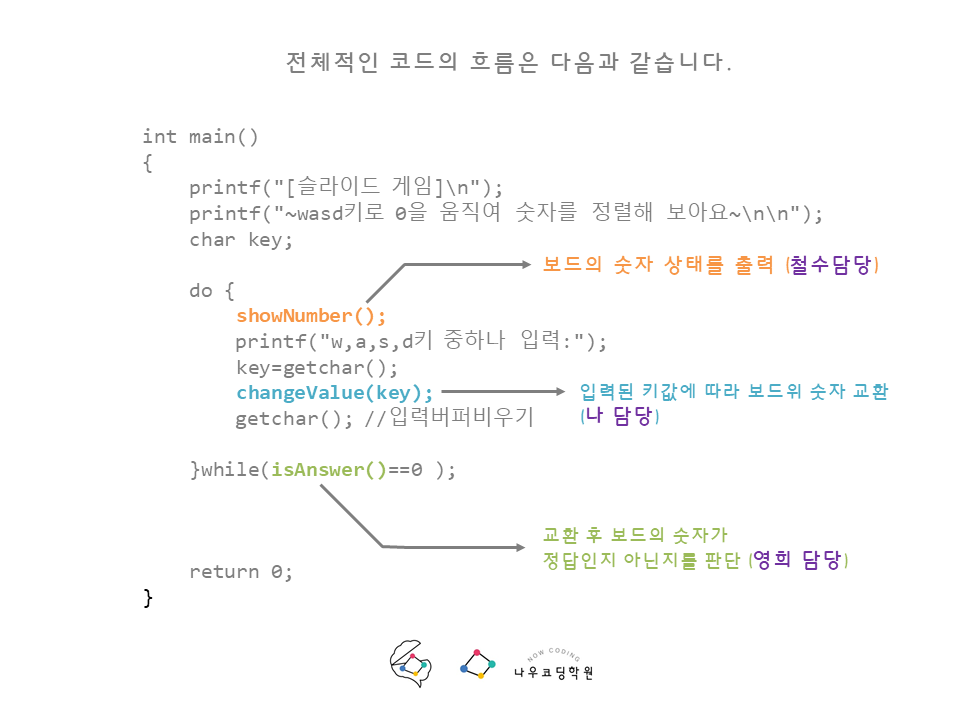 전체적인 코드의 흐름은 다음과 같습니다.
int main()
{
printf("[슬라이드 게임]\n");
printf("~wasd키로 0을 움직여 숫자를 정렬해 보아요~\n\n");
char key;
보드의 숫자 상태를 출력 (철수담당)
do {
showNumber();
printf("w,a,s,d키 중하나 입력:");
key=getchar();
changeValue(key);
입력된 키값에 따라 보드위 숫자 교환
(나 담당)
getchar(); //입력버퍼비우기
}while(isAnswer()==0 );
교환 후 보드의 숫자가
정답인지 아닌지를 판단 (영희 담당)
return 0;
}
NOW CODING
나우코딩학원